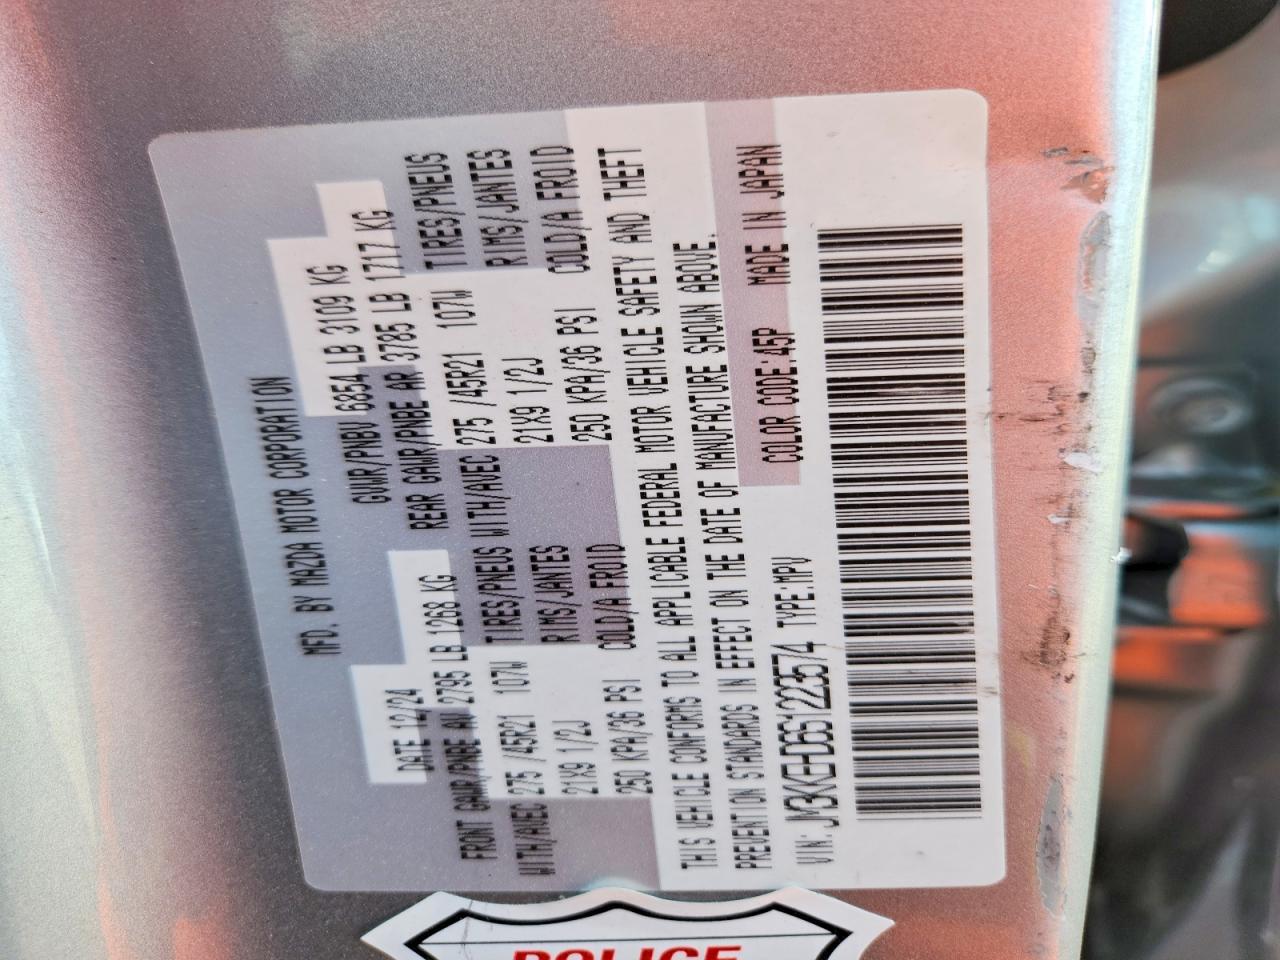 MFD. BY MAZDA MOTOR CORPORATION
DATE 12/24
GVWR/PNBV 6854 LB 3109 KG
FRONT GAWR/PNBE AV 2795 LB 1268 KG
REAR GAWR/PNBE AR 3785 LB 1717 KG
WITH/AVEC 275 /45R21 107W TIRES/PNEUS
21X9 1/2J RIMS/JANTES
250 KPA/36 PSI COLD/A FROID
WITH/AVEC 275 /45R21 107W TIRES/PNEUS
21X9 1/2J RIMS/JANTES
250 KPA/36 PSI COLD/A FROID
THIS VEHICLE CONFORMS TO ALL APPLICABLE FEDERAL MOTOR VEHICLE SAFETY AND THEFT
PREVENTION STANDARDS IN EFFECT ON THE DATE OF MANUFACTURE SHOWN ABOVE.
VIN: JM3KKEHD6S1223574 TYPE:MPV COLOR CODE:45P MADE IN JAPAN
POLICE